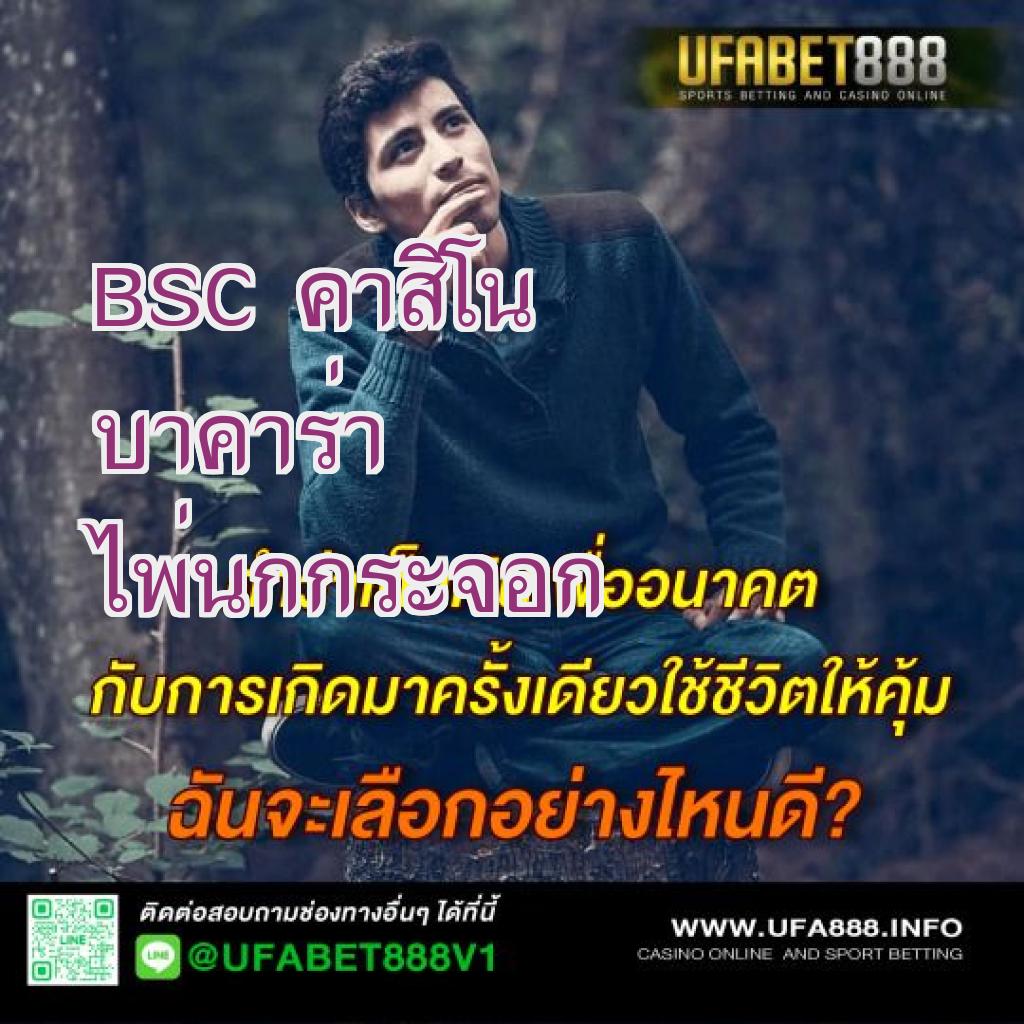 UFABET888
SPORTS BETTING AND CASINO ONLINE
BSC คาสิโน
บาคาร่า
ไพ่นกกระจอก
เพื่ออนาคต
กับการเกิดมาครั้งเดียวใช้ชีวิตให้คุ้ม
ฉันจะเลือกอย่างไหนดี?
LINE
ติดต่อสอบถามช่องทางอื่นๆ ได้ที่นี้
LINE @UFABET888V1
WWW.UFA888.INFO
CASINO ONLINE AND SPORT BETTING